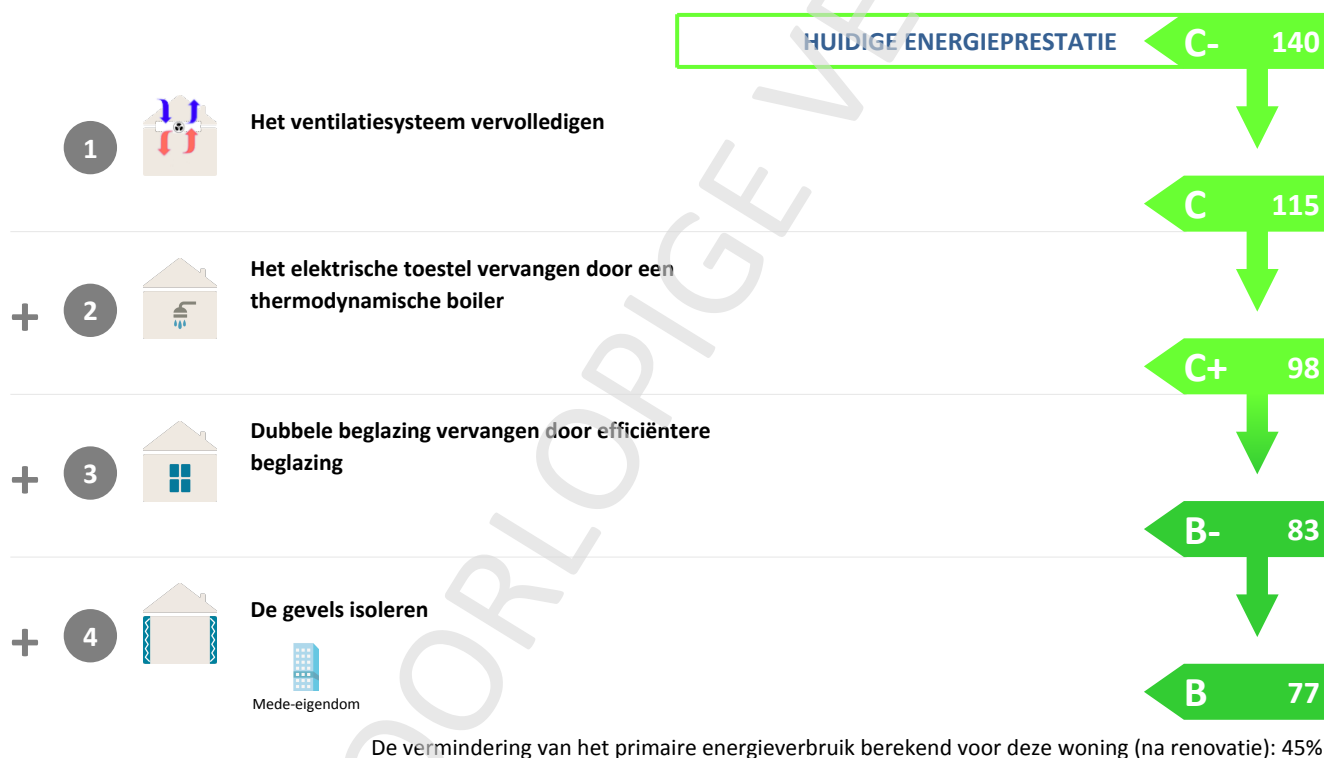 HUIDIGE ENERGIEPRESTATIE C- 140
1 Het ventilatiesysteem vervolledigen
C 115
+ 2 Het elektrische toestel vervangen door een
thermodynamische boiler
C+ 98
+ 3 Dubbele beglazing vervangen door efficiëntere
beglazing
B- 83
+ 4 De gevels isoleren
Mede-eigendom
B 77
De vermindering van het primaire energieverbruik berekend voor deze woning (na renovatie): 45%
OORLOPIGE VE